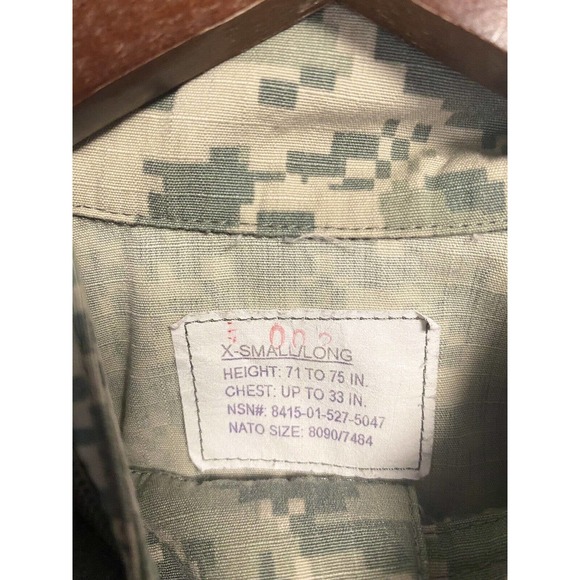 002
X-SMALL/LONG
HEIGHT: 71 TO 75 IN.
CHEST: UP TO 33 IN.
NSN#: 8415-01-527-5047
NATO SIZE: 8090/7484